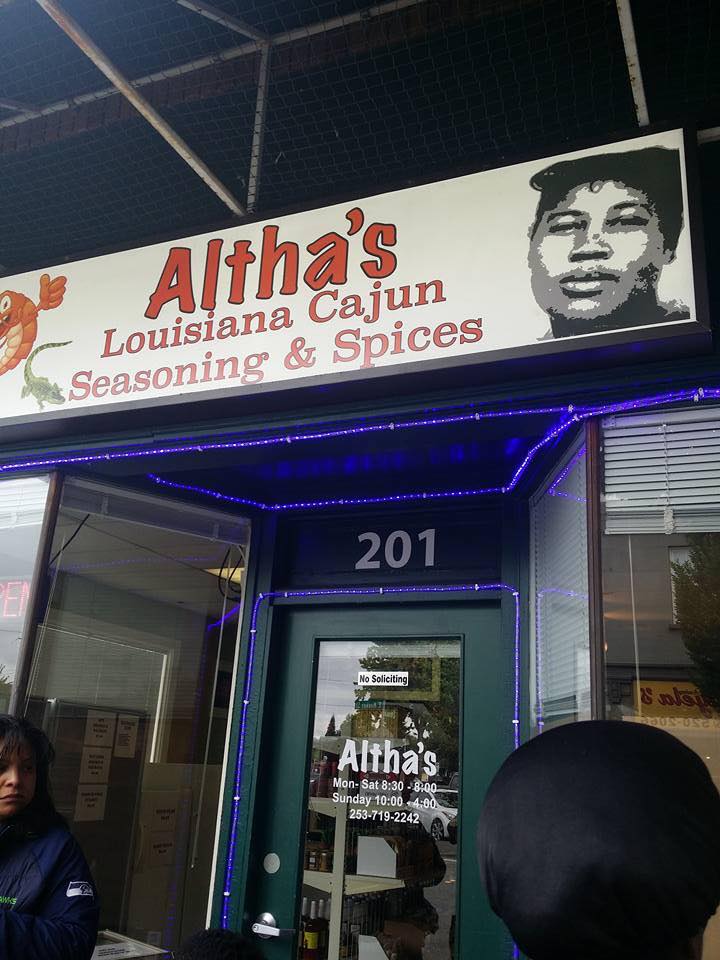 Altha's
Louisiana Cajun
Seasoning & Spices
201
No Soliciting
Altha's
Mon- Sat 8:30 - 8:00
Sunday 10:00 - 4:00
253-719-2242